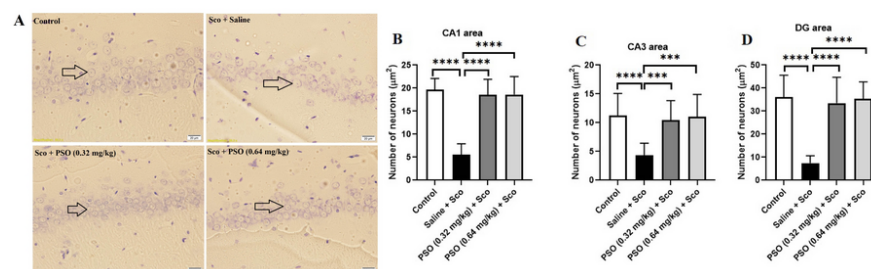 A
Control
Sco + Saline
Sco + PSO (0.32 mg/kg)
Sco + PSO (0.64 mg/kg)
B
CA1 area
****
**** ****
Number of neurons (μm²)
25
20
15
10
5
0
Control
Saline + Sco
PSO (0.32 mg/kg) + Sco
PSO (0.64 mg/kg) + Sco
C
CA3 area
***
**** ***
Number of neurons (μm²)
20
15
10
5
0
Control
Saline + Sco
PSO (0.32 mg/kg) + Sco
PSO (0.64 mg/kg) + Sco
D
DG area
****
**** ****
Number of neurons (μm²)
50
40
30
20
10
0
Control
Saline + Sco
PSO (0.32 mg/kg) + Sco
PSO (0.64 mg/kg) + Sco